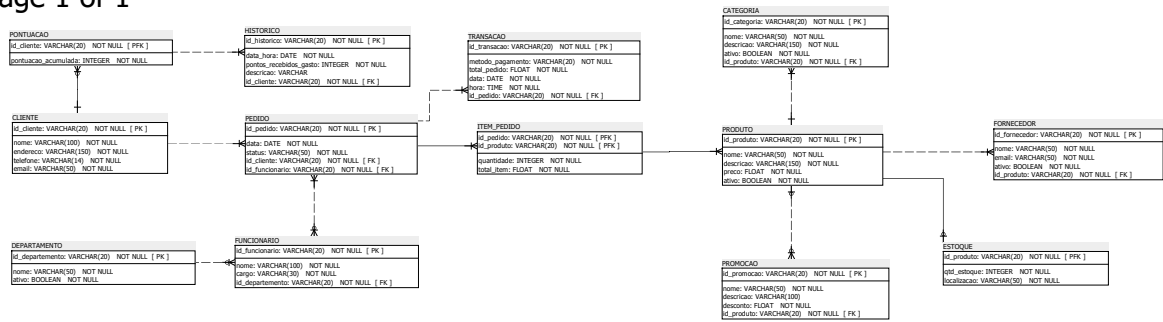 age 1 of 1
PONTUACAO
id_cliente: VARCHAR(20) NOT NULL [ PFK ]
pontuacao_acumulada: INTEGER NOT NULL
HISTORICO
id_historico: VARCHAR(20) NOT NULL [ PK ]
data_hora: DATE NOT NULL
pontos_recebidos_gasto: INTEGER NOT NULL
descricao: VARCHAR
id_cliente: VARCHAR(20) NOT NULL [ FK ]
TRANSACAO
id_transacao: VARCHAR(20) NOT NULL [ PK ]
metodo_pagamento: VARCHAR(20) NOT NULL
total_pedido: FLOAT NOT NULL
data: DATE NOT NULL
hora: TIME NOT NULL
id_pedido: VARCHAR(20) NOT NULL [ FK ]
CATEGORIA
id_categoria: VARCHAR(20) NOT NULL [ PK ]
nome: VARCHAR(50) NOT NULL
descricao: VARCHAR(150) NOT NULL
ativo: BOOLEAN NOT NULL
id_produto: VARCHAR(20) NOT NULL [ FK ]
CLIENTE
id_cliente: VARCHAR(20) NOT NULL [ PK ]
nome: VARCHAR(100) NOT NULL
endereco: VARCHAR(150) NOT NULL
telefone: VARCHAR(14) NOT NULL
email: VARCHAR(50) NOT NULL
PEDIDO
id_pedido: VARCHAR(20) NOT NULL [ PK ]
data: DATE NOT NULL
status: VARCHAR(50) NOT NULL
id_cliente: VARCHAR(20) NOT NULL [ FK ]
id_funcionario: VARCHAR(20) NOT NULL [ FK ]
ITEM_PEDIDO
id_pedido: VARCHAR(20) NOT NULL [ PFK ]
id_produto: VARCHAR(20) NOT NULL [ PFK ]
quantidade: INTEGER NOT NULL
total_item: FLOAT NOT NULL
PRODUTO
id_produto: VARCHAR(20) NOT NULL [ PK ]
nome: VARCHAR(50) NOT NULL
descricao: VARCHAR(150) NOT NULL
preco: FLOAT NOT NULL
ativo: BOOLEAN NOT NULL
FORNECEDOR
id_fornecedor: VARCHAR(20) NOT NULL [ PK ]
nome: VARCHAR(50) NOT NULL
email: VARCHAR(50) NOT NULL
ativo: BOOLEAN NOT NULL
id_produto: VARCHAR(20) NOT NULL [ FK ]
DEPARTAMENTO
id_departemento: VARCHAR(20) NOT NULL [ PK ]
nome: VARCHAR(50) NOT NULL
ativo: BOOLEAN NOT NULL
FUNCIONARIO
id_funcionario: VARCHAR(20) NOT NULL [ PK ]
nome: VARCHAR(100) NOT NULL
cargo: VARCHAR(30) NOT NULL
id_departemento: VARCHAR(20) NOT NULL [ FK ]
PROMOCAO
id_promocao: VARCHAR(20) NOT NULL [ PK ]
nome: VARCHAR(50) NOT NULL
descricao: VARCHAR(100)
desconto: FLOAT NOT NULL
id_produto: VARCHAR(20) NOT NULL [ FK ]
ESTOQUE
id_produto: VARCHAR(20) NOT NULL [ PFK ]
qtd_estoque: INTEGER NOT NULL
localizacao: VARCHAR(50) NOT NULL